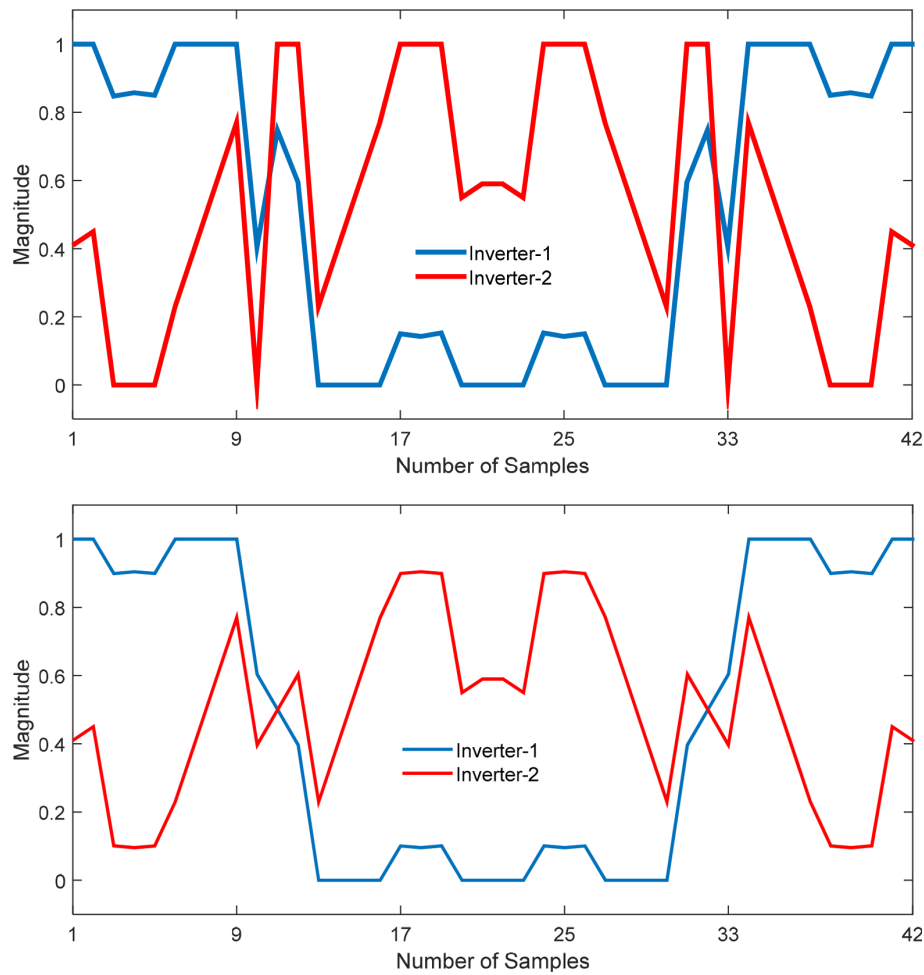 1
0.8
0.6
Magnitude
0.4
0.2
0
Inverter-1
Inverter-2
1 9 17 25 33 42
Number of Samples
1
0.8
0.6
Magnitude
0.4
0.2
0
Inverter-1
Inverter-2
1 9 17 25 33 42
Number of Samples